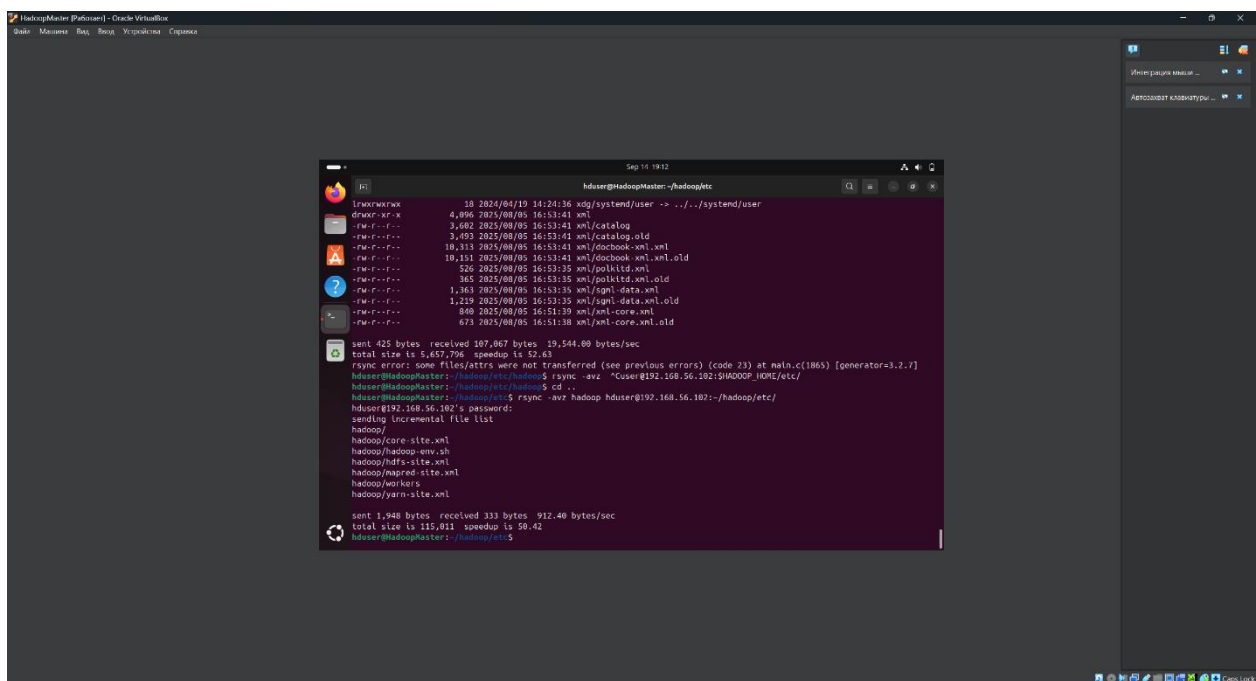 HadoopMaster [Работает] - Oracle VirtualBox
Файл Машина Вид Ввод Устройства Справка
Интеграция мыши ...
Автозахват клавиатуры ...
Sep 14 19:12
hduser@HadoopMaster: ~/hadoop/etc
lrwxrwxrwx 18 2024/04/19 14:24:36 xdg/systemd/user -> ../../systemd/user
drwxr-xr-x 4,096 2025/08/05 16:53:41 xml
-rw-r--r-- 3,602 2025/08/05 16:53:41 xml/catalog
-rw-r--r-- 3,493 2025/08/05 16:53:41 xml/catalog.old
-rw-r--r-- 10,313 2025/08/05 16:53:41 xml/docbook-xml.xml
-rw-r--r-- 10,151 2025/08/05 16:53:41 xml/docbook-xml.xml.old
-rw-r--r-- 526 2025/08/05 16:53:35 xml/polkitd.xml
-rw-r--r-- 365 2025/08/05 16:53:35 xml/polkitd.xml.old
-rw-r--r-- 1,363 2025/08/05 16:53:35 xml/sgml-data.xml
-rw-r--r-- 1,219 2025/08/05 16:53:35 xml/sgml-data.xml.old
-rw-r--r-- 840 2025/08/05 16:51:39 xml/xml-core.xml
-rw-r--r-- 673 2025/08/05 16:51:38 xml/xml-core.xml.old
sent 425 bytes received 107,067 bytes 19,544.00 bytes/sec
total size is 5,657,796 speedup is 52.63
rsync error: some files/attrs were not transferred (see previous errors) (code 23) at main.c(1865) [generator=3.2.7]
hduser@HadoopMaster:~/hadoop/etc/hadoop$ rsync -avz ^Cuser@192.168.56.102:$HADOOP_HOME/etc/
hduser@HadoopMaster:~/hadoop/etc/hadoop$ cd ..
hduser@HadoopMaster:~/hadoop/etc$ rsync -avz hadoop hduser@192.168.56.102:~/hadoop/etc/
hduser@192.168.56.102's password:
sending incremental file list
hadoop/
hadoop/core-site.xml
hadoop/hadoop-env.sh
hadoop/hdfs-site.xml
hadoop/mapred-site.xml
hadoop/workers
hadoop/yarn-site.xml
sent 1,948 bytes received 333 bytes 912.40 bytes/sec
total size is 115,011 speedup is 50.42
hduser@HadoopMaster:~/hadoop/etc$
Caps Lock